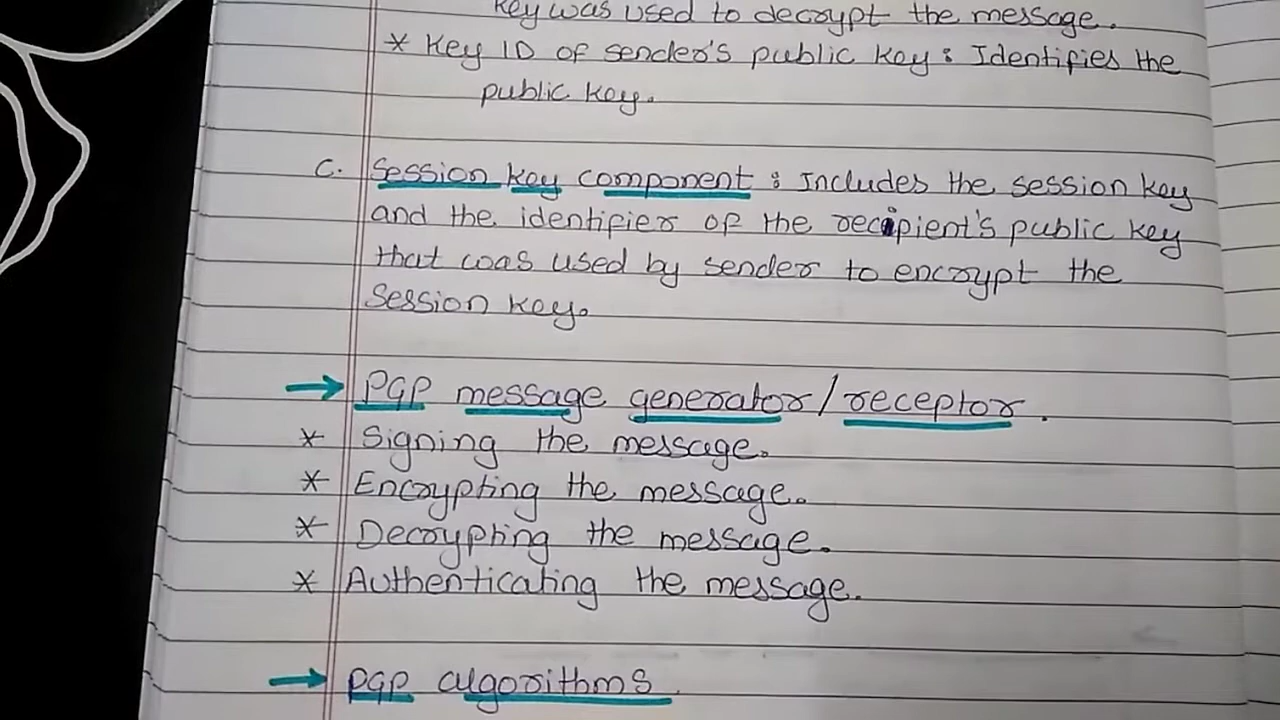 key was used to decrypt the message.
* Key ID of sender's public key : Identifies the
public key.
C. Session key component : Includes the session key
and the identifier of the recipient's public key
that was used by sender to encrypt the
Session key.
→ PGP message generator/receptor.
* Signing the message.
* Encrypting the message.
* Decrypting the message.
* Authenticating the message.
→ PGP algorithms.